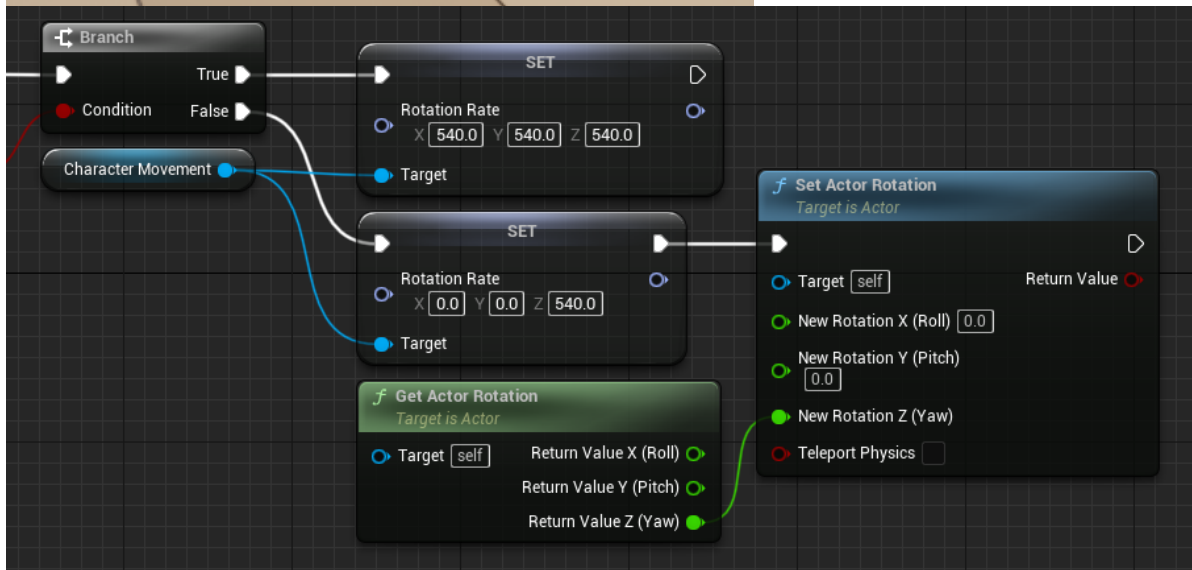 Branch
True
Condition
False
Character Movement
SET
Rotation Rate
X 540.0 Y 540.0 Z 540.0
Target
SET
Rotation Rate
X 0.0 Y 0.0 Z 540.0
Target
f Get Actor Rotation
Target is Actor
Target self
Return Value X (Roll)
Return Value Y (Pitch)
Return Value Z (Yaw)
f Set Actor Rotation
Target is Actor
Target self
Return Value
New Rotation X (Roll) 0.0
New Rotation Y (Pitch)
0.0
New Rotation Z (Yaw)
Teleport Physics